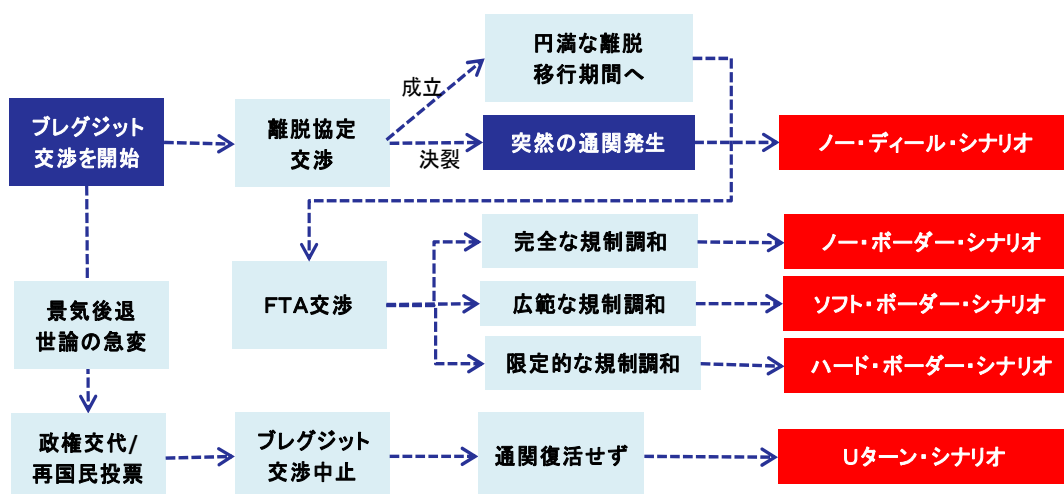 円満な離脱
移行期間へ
成立
ブレグジット
交渉を開始
離脱協定
交渉
突然の通関発生
ノー・ディール・シナリオ
決裂
完全な規制調和
ノー・ボーダー・シナリオ
FTA交渉
広範な規制調和
ソフト・ボーダー・シナリオ
景気後退
世論の急変
限定的な規制調和
ハード・ボーダー・シナリオ
政権交代/
再国民投票
ブレグジット
交渉中止
通関復活せず
Uターン・シナリオ